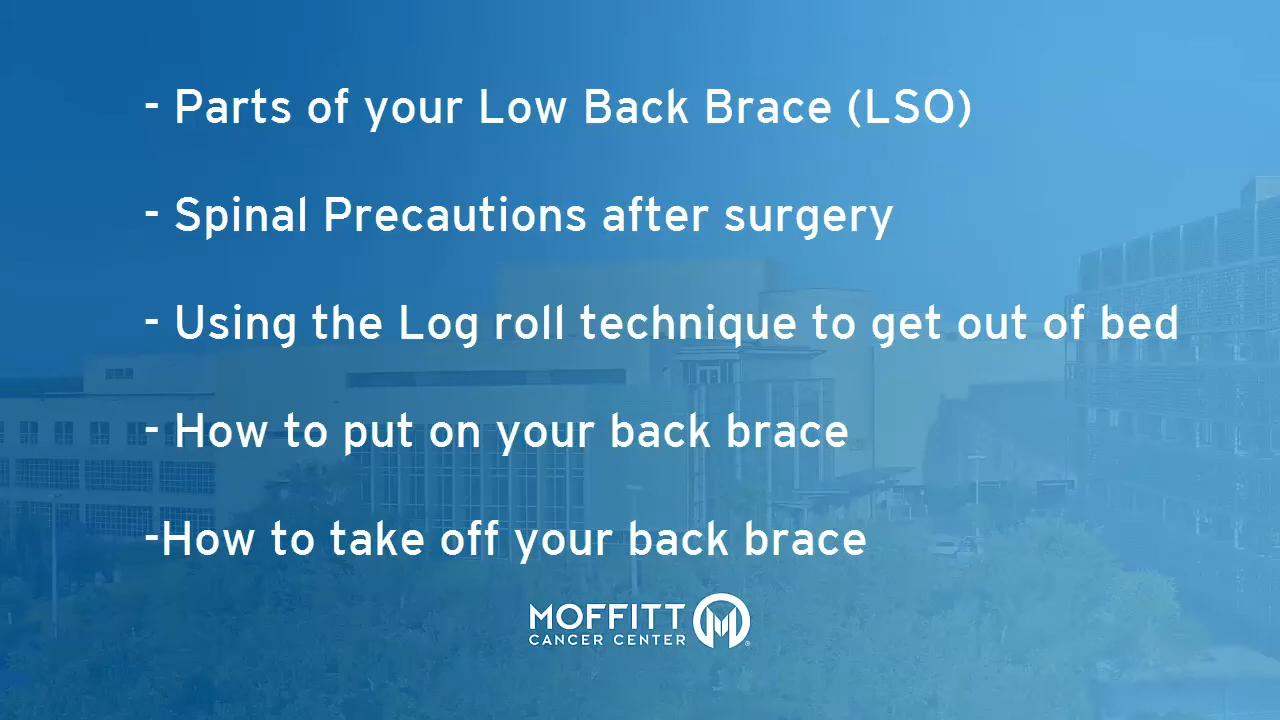 - Parts of your Low Back Brace (LSO)
- Spinal Precautions after surgery
- Using the Log roll technique to get out of bed
- How to put on your back brace
-How to take off your back brace
MOFFITT
CANCER CENTER